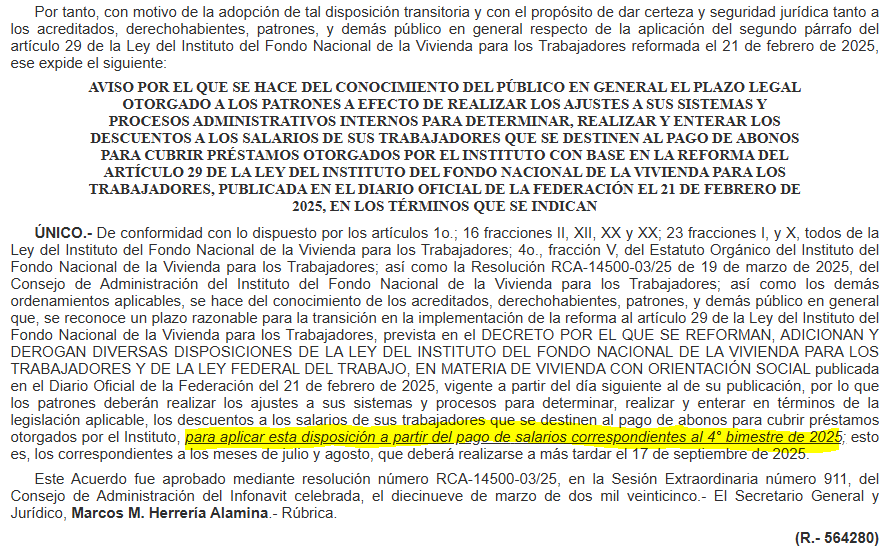 Por tanto, con motivo de la adopción de tal disposición transitoria y con el propósito de dar certeza y seguridad jurídica tanto a
los acreditados, derechohabientes, patrones, y demás público en general respecto de la aplicación del segundo párrafo del
artículo 29 de la Ley del Instituto del Fondo Nacional de la Vivienda para los Trabajadores reformada el 21 de febrero de 2025,
ese expide el siguiente:
AVISO POR EL QUE SE HACE DEL CONOCIMIENTO DEL PÚBLICO EN GENERAL EL PLAZO LEGAL
OTORGADO A LOS PATRONES A EFECTO DE REALIZAR LOS AJUSTES A SUS SISTEMAS Y
PROCESOS ADMINISTRATIVOS INTERNOS PARA DETERMINAR, REALIZAR Y ENTERAR LOS
DESCUENTOS A LOS SALARIOS DE SUS TRABAJADORES QUE SE DESTINEN AL PAGO DE ABONOS
PARA CUBRIR PRÉSTAMOS OTORGADOS POR EL INSTITUTO CON BASE EN LA REFORMA DEL
ARTÍCULO 29 DE LA LEY DEL INSTITUTO DEL FONDO NACIONAL DE LA VIVIENDA PARA LOS
TRABAJADORES, PUBLICADA EN EL DIARIO OFICIAL DE LA FEDERACIÓN EL 21 DE FEBRERO DE
2025, EN LOS TÉRMINOS QUE SE INDICAN
ÚNICO.- De conformidad con lo dispuesto por los artículos 1o.; 16 fracciones II, XII, XX y XX; 23 fracciones I, y X, todos de la
Ley del Instituto del Fondo Nacional de la Vivienda para los Trabajadores; 4o., fracción V, del Estatuto Orgánico del Instituto del
Fondo Nacional de la Vivienda para los Trabajadores; así como la Resolución RCA-14500-03/25 de 19 de marzo de 2025, del
Consejo de Administración del Instituto del Fondo Nacional de la Vivienda para los Trabajadores; así como los demás
ordenamientos aplicables, se hace del conocimiento de los acreditados, derechohabientes, patrones, y demás público en general
que, se reconoce un plazo razonable para la transición en la implementación de la reforma al artículo 29 de la Ley del Instituto del
Fondo Nacional de la Vivienda para los Trabajadores, prevista en el DECRETO POR EL QUE SE REFORMAN, ADICIONAN Y
DEROGAN DIVERSAS DISPOSICIONES DE LA LEY DEL INSTITUTO DEL FONDO NACIONAL DE LA VIVIENDA PARA LOS
TRABAJADORES Y DE LA LEY FEDERAL DEL TRABAJO, EN MATERIA DE VIVIENDA CON ORIENTACIÓN SOCIAL publicada
en el Diario Oficial de la Federación del 21 de febrero de 2025, vigente a partir del día siguiente al de su publicación, por lo que
los patrones deberán realizar los ajustes a sus sistemas y procesos para determinar, realizar y enterar en términos de la
legislación aplicable, los descuentos a los salarios de sus trabajadores que se destinen al pago de abonos para cubrir préstamos
otorgados por el Instituto, para aplicar esta disposición a partir del pago de salarios correspondientes al 4° bimestre de 2025; esto
es, los correspondientes a los meses de julio y agosto, que deberá realizarse a más tardar el 17 de septiembre de 2025.
Este Acuerdo fue aprobado mediante resolución número RCA-14500-03/25, en la Sesión Extraordinaria número 911, del
Consejo de Administración del Infonavit celebrada, el diecinueve de marzo de dos mil veinticinco.- El Secretario General y
Jurídico, Marcos M. Herrería Alamina.- Rúbrica.
(R.- 564280)